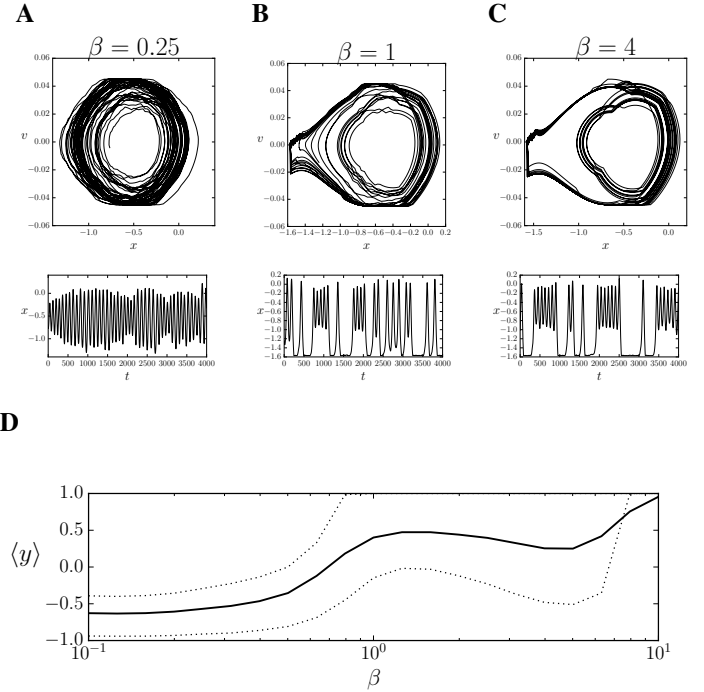 A B C
β = 0.25 β = 1 β = 4
0.06 0.06 0.06
0.04 0.04 0.04
0.02 0.02 0.02
v 0.00 v 0.00 v 0.00
−0.02 −0.02 −0.02
−0.04 −0.04 −0.04
−0.06 −0.06 −0.06
−1.0 −0.5 0.0 −1.6 −1.4 −1.2 −1.0 −0.8 −0.6 −0.4 −0.2 0.0 0.2 −1.5 −1.0 −0.5 0.0
x x x
0.0 −0.5 −1.0
x
0 500 1000 1500 2000 2500 3000 3500 4000
t
0.2 0.0 −0.2 −0.4 −0.6 −0.8 −1.0 −1.2 −1.4 −1.6
x
0 500 1000 1500 2000 2500 3000 3500 4000
t
0.2 0.0 −0.2 −0.4 −0.6 −0.8 −1.0 −1.2 −1.4 −1.6
x
0 500 1000 1500 2000 2500 3000 3500 4000
t
D
1.0
0.5
⟨y⟩ 0.0
−0.5
−1.0
10⁻¹ 10⁰ 10¹
β